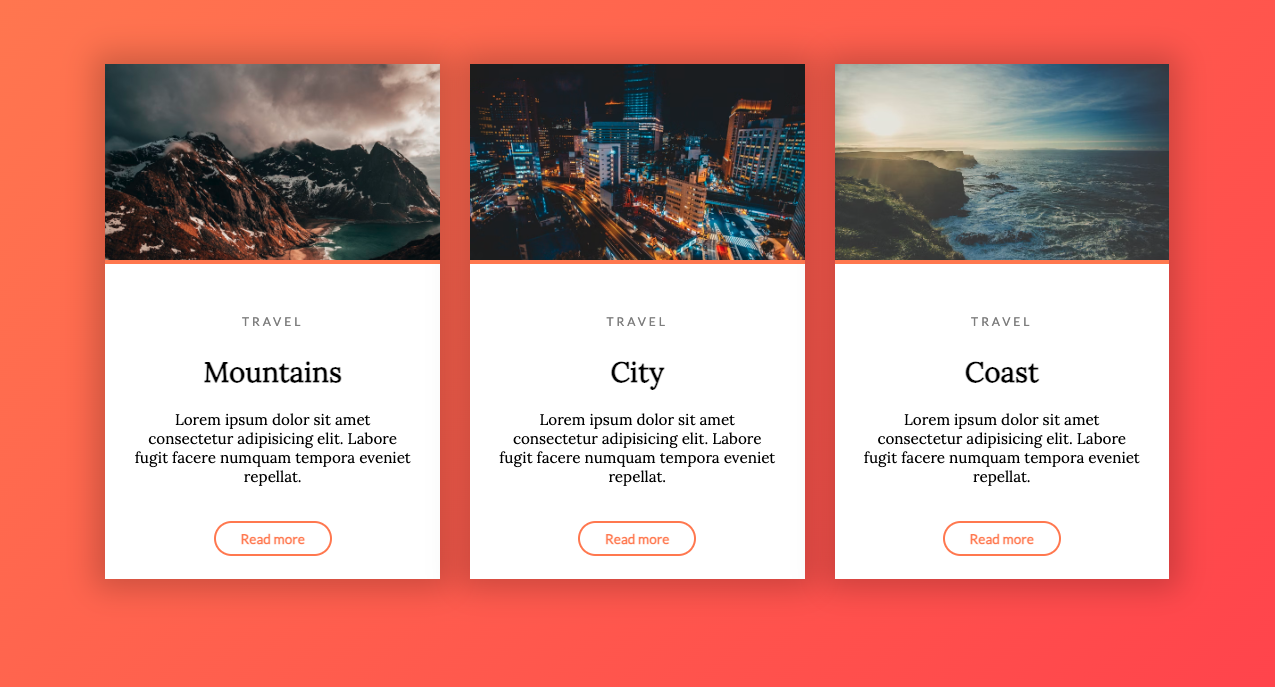 TRAVEL
Mountains
Lorem ipsum dolor sit amet
consectetur adipisicing elit. Labore
fugit facere numquam tempora eveniet
repellat.
Read more
TRAVEL
City
Lorem ipsum dolor sit amet
consectetur adipisicing elit. Labore
fugit facere numquam tempora eveniet
repellat.
Read more
TRAVEL
Coast
Lorem ipsum dolor sit amet
consectetur adipisicing elit. Labore
fugit facere numquam tempora eveniet
repellat.
Read more